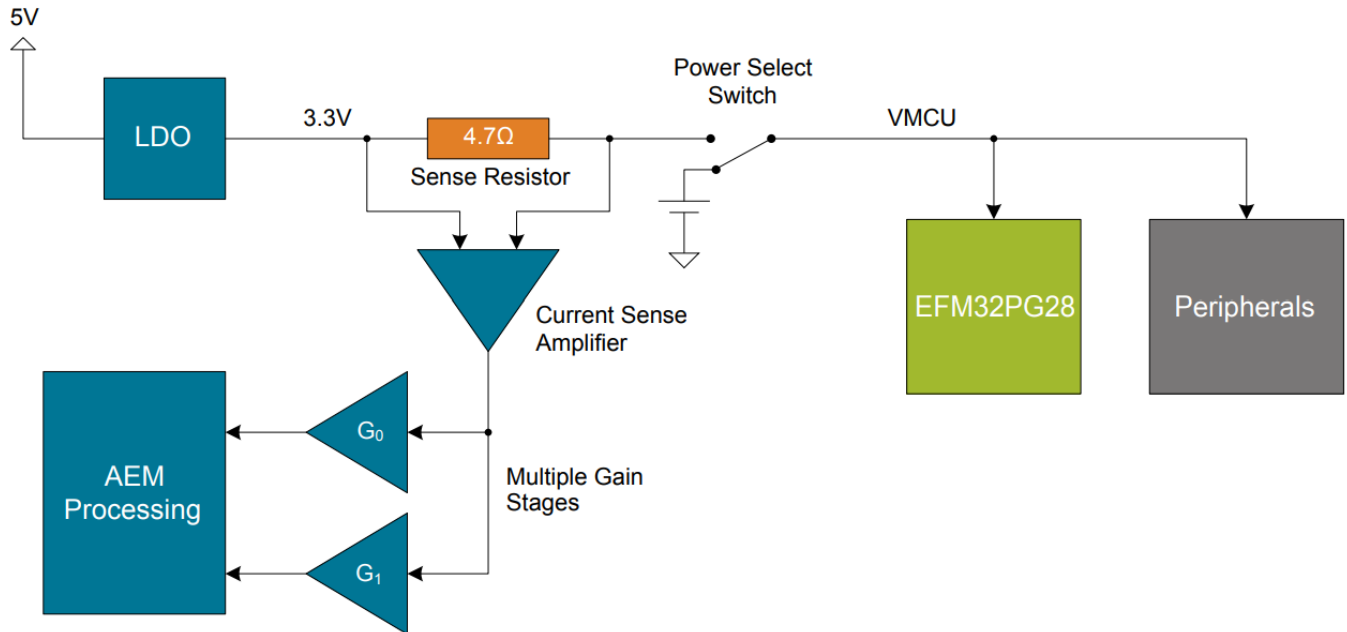 5V
LDO
3.3V
4.7Ω
Sense Resistor
Power Select
Switch
VMCU
EFM32PG28
Peripherals
Current Sense
Amplifier
AEM
Processing
G₀
Multiple Gain
Stages
G₁